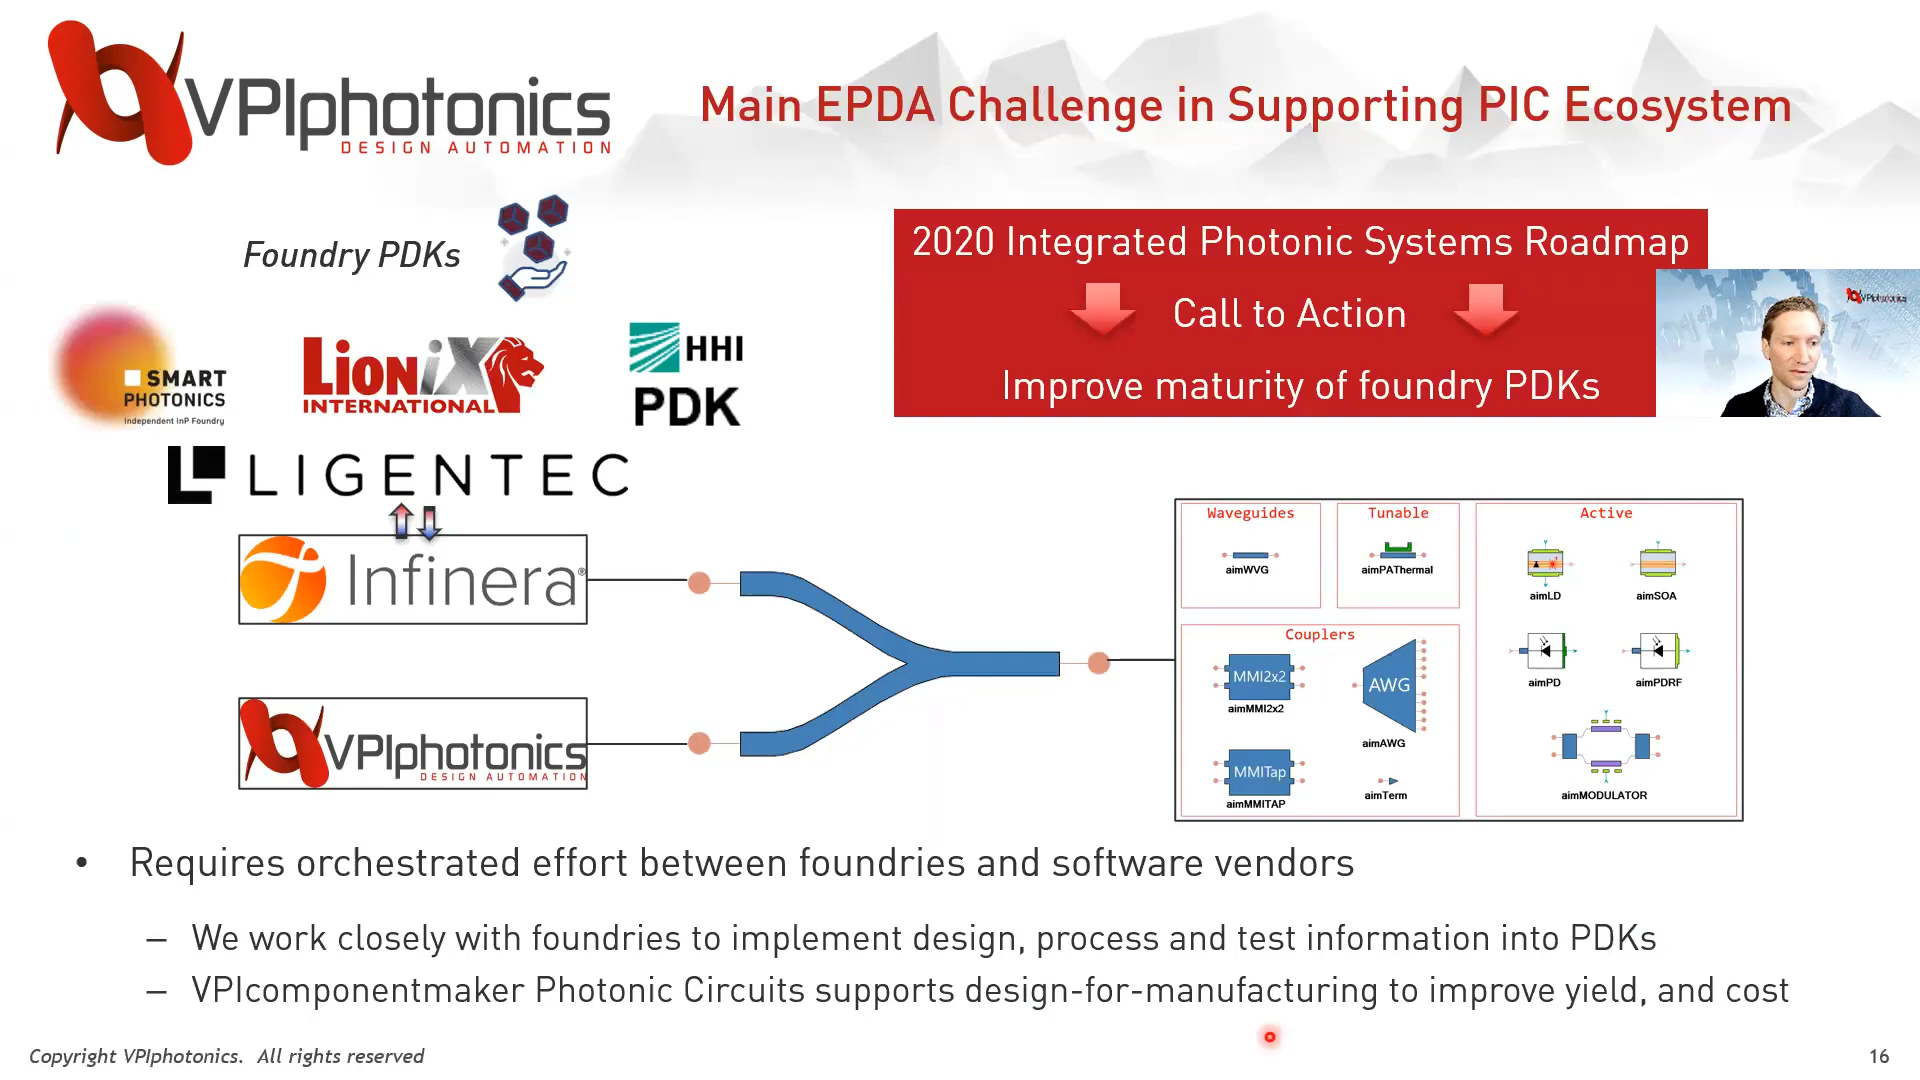 VPIphotonics
DESIGN AUTOMATION
Main EPDA Challenge in Supporting PIC Ecosystem
Foundry PDKs
SMART
PHOTONICS
Independent InP Foundry
LioniX
INTERNATIONAL
HHI
PDK
LIGENTEC
2020 Integrated Photonic Systems Roadmap
Call to Action
Improve maturity of foundry PDKs
VPIphotonics
Infinera®
VPIphotonics
DESIGN AUTOMATION
Waveguides
aimWVG
Tunable
aimPAThermal
Couplers
MMI2x2
aimMMI2x2
AWG
aimAWG
MMITap
aimMMITAP
aimTerm
Active
aimLD
aimSOA
aimPD
aimPDRF
aimMODULATOR
• Requires orchestrated effort between foundries and software vendors
– We work closely with foundries to implement design, process and test information into PDKs
– VPIcomponentmaker Photonic Circuits supports design-for-manufacturing to improve yield, and cost
Copyright VPIphotonics. All rights reserved
16